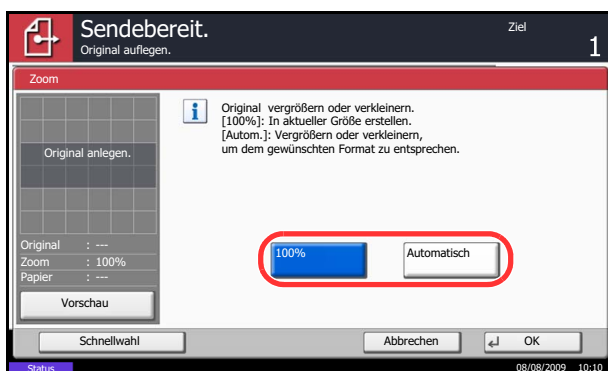 Sendebereit.
Original auflegen.
Ziel
1
Zoom
Original anlegen.
Original : ---
Zoom : 100%
Papier : ---
Vorschau
i
Original vergrößern oder verkleinern.
[100%]: In aktueller Größe erstellen.
[Autom.]: Vergrößern oder verkleinern,
um dem gewünschten Format zu entsprechen.
100%
Automatisch
Schnellwahl
Abbrechen
OK
Status
08/08/2009 10:10